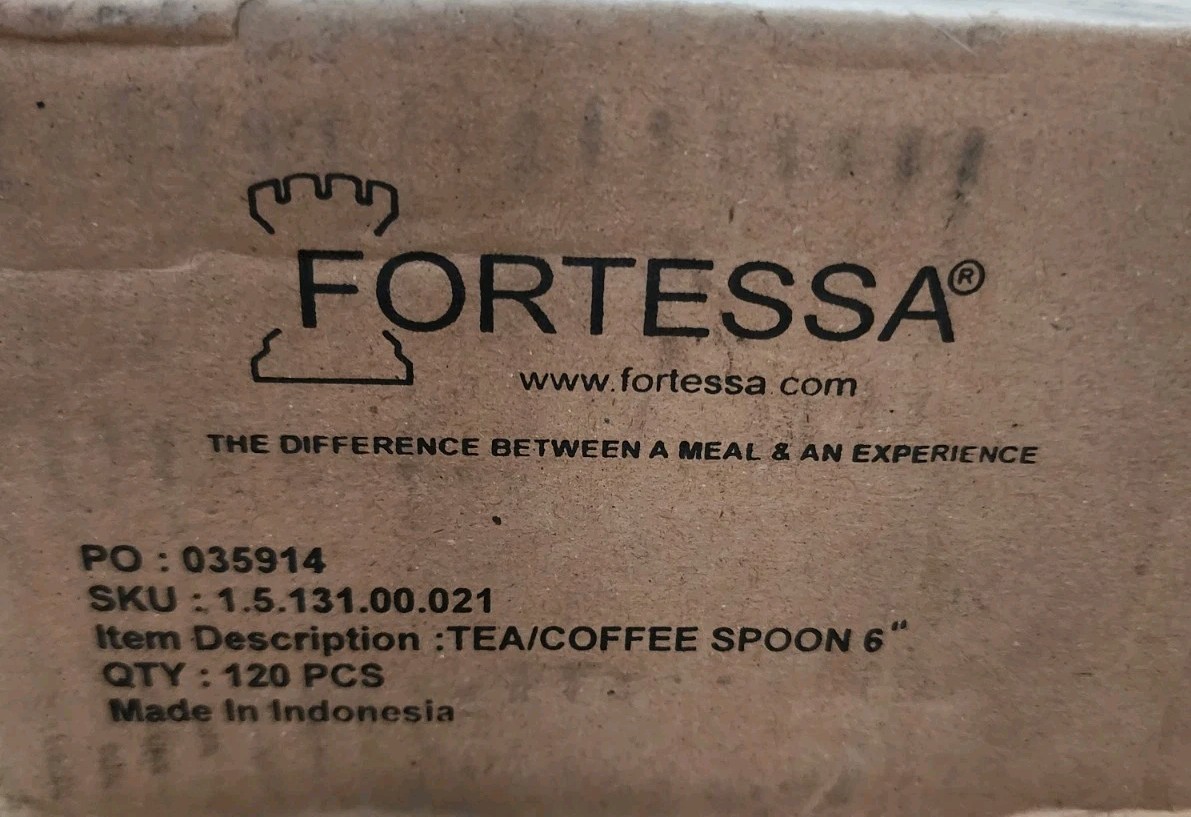 FORTESSA®
www.fortessa.com
THE DIFFERENCE BETWEEN A MEAL & AN EXPERIENCE
PO : 035914
SKU : 1.5.131.00.021
Item Description :TEA/COFFEE SPOON 6"
QTY : 120 PCS
Made In Indonesia